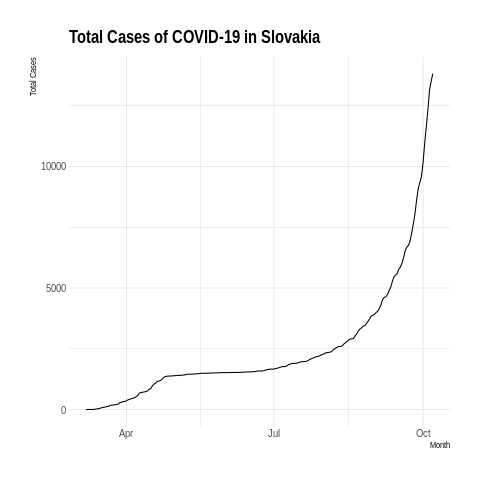 Total Cases of COVID-19 in Slovakia
Total Cases
10000
5000
0
Apr
Jul
Oct
Month